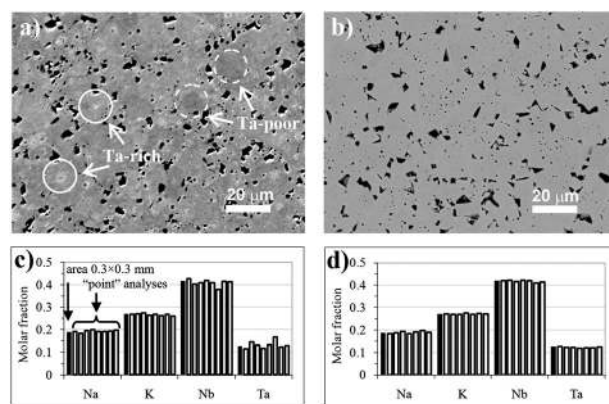 a)
Ta-poor
Ta-rich
20 μm
b)
20 μm
c)
area 0.3×0.3 mm
"point" analyses
Molar fraction
0.5
0.4
0.3
0.2
0.1
0
Na K Nb Ta
d)
Molar fraction
0.5
0.4
0.3
0.2
0.1
0
Na K Nb Ta